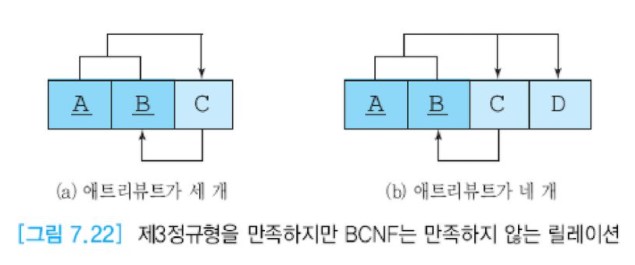 A B C
A B C D
(a) 애트리뷰트가 세 개
(b) 애트리뷰트가 네 개
[그림 7.22] 제3정규형을 만족하지만 BCNF는 만족하지 않는 릴레이션